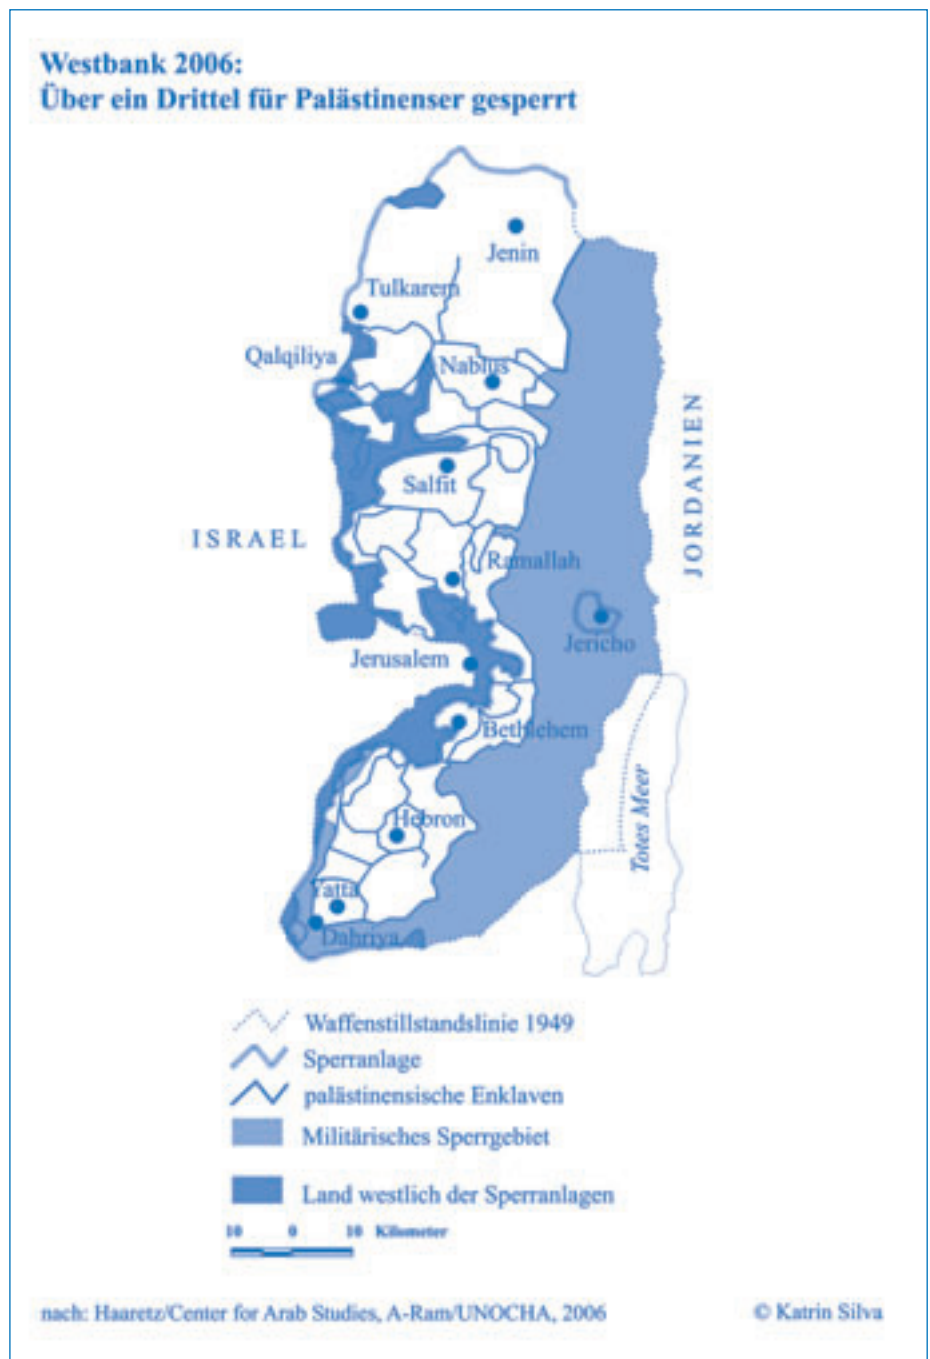 Westbank 2006:
Über ein Drittel für Palästinenser gesperrt
Jenin
Tulkarem
Qalqiliya
Nablus
JORDANIEN
Salfit
ISRAEL
Ramallah
Jericho
Jerusalem
Bethlehem
Totes Meer
Hebron
Yatta
Dahriya
Waffenstillstandslinie 1949
Sperranlage
palästinensische Enklaven
Militärisches Sperrgebiet
Land westlich der Sperranlagen
10 0 10 Kilometer
nach: Haaretz/Center for Arab Studies, A-Ram/UNOCHA, 2006
© Katrin Silva